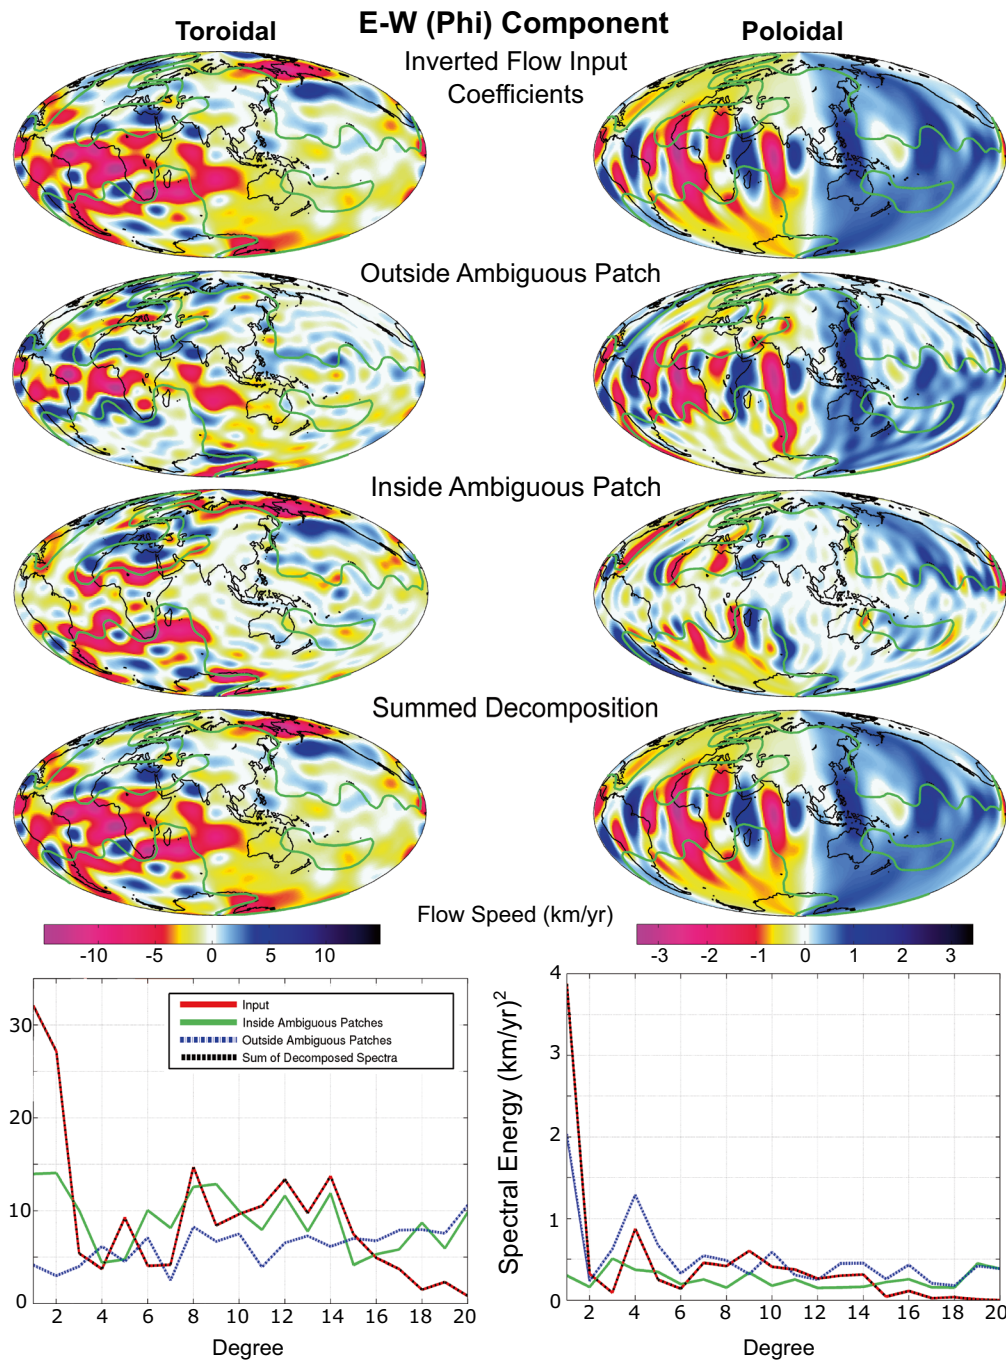 E-W (Phi) Component
Toroidal
Poloidal
Inverted Flow Input
Coefficients
Outside Ambiguous Patch
Inside Ambiguous Patch
Summed Decomposition
Flow Speed (km/yr)
-10 -5 0 5 10
-3 -2 -1 0 1 2 3
30
20
10
0
2 4 6 8 10 12 14 16 18 20
Degree
Input
Inside Ambiguous Patches
Outside Ambiguous Patches
Sum of Decomposed Spectra
Spectral Energy (km/yr)²
4
3
2
1
0
2 4 6 8 10 12 14 16 18 20
Degree